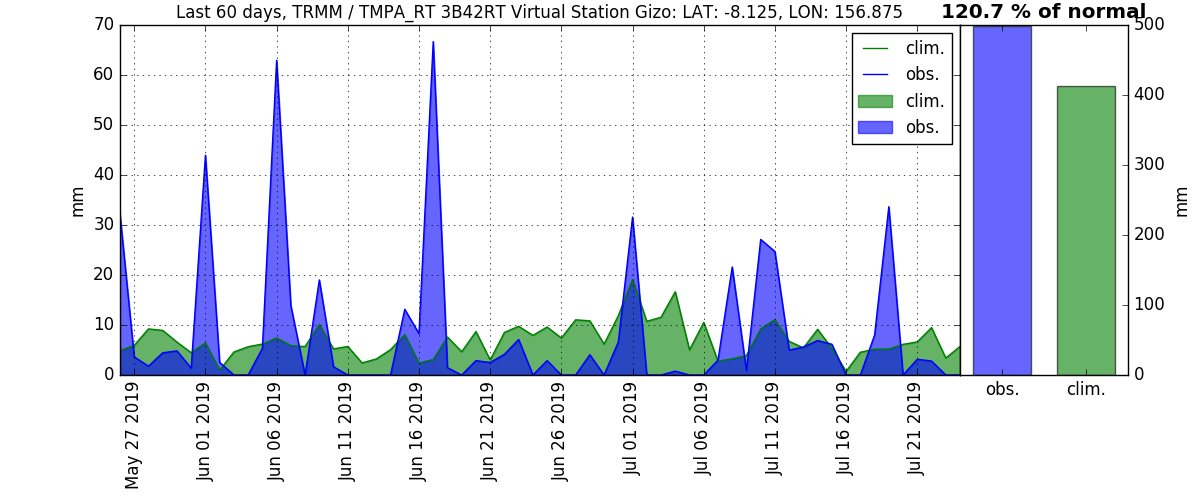 Last 60 days, TRMM / TMPA_RT 3B42RT Virtual Station Gizo: LAT: -8.125, LON: 156.875
120.7 % of normal
70
60
50
40
30
20
10
0
mm
clim.
obs.
clim.
obs.
500
400
300
200
100
0
mm
obs.
clim.
May 27 2019
Jun 01 2019
Jun 06 2019
Jun 11 2019
Jun 16 2019
Jun 21 2019
Jun 26 2019
Jul 01 2019
Jul 06 2019
Jul 11 2019
Jul 16 2019
Jul 21 2019